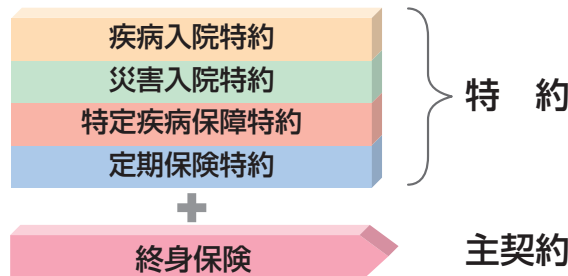 疾病入院特約
災害入院特約
特定疾病保障特約
定期保険特約
特　約
+
終身保険
主契約